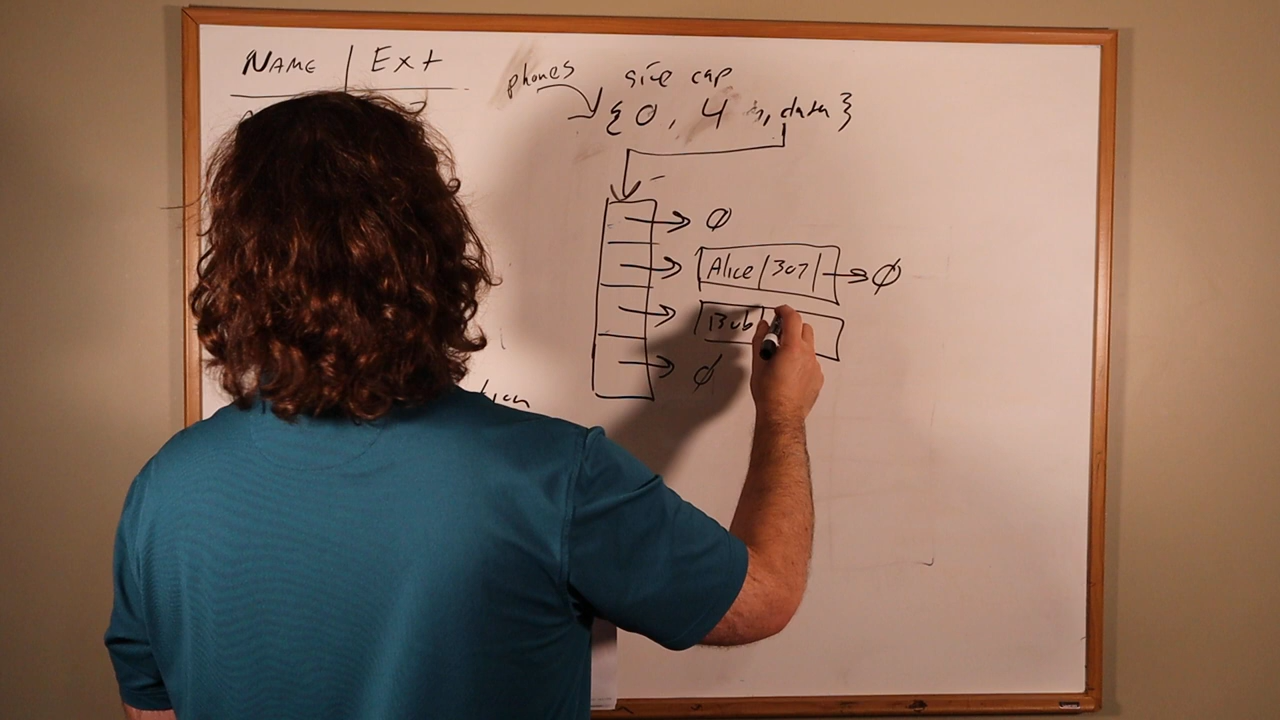 NAME | Ext
phones size cap
{0, 4, data}
∅
Alice | 307 | ∅
Bob
∅